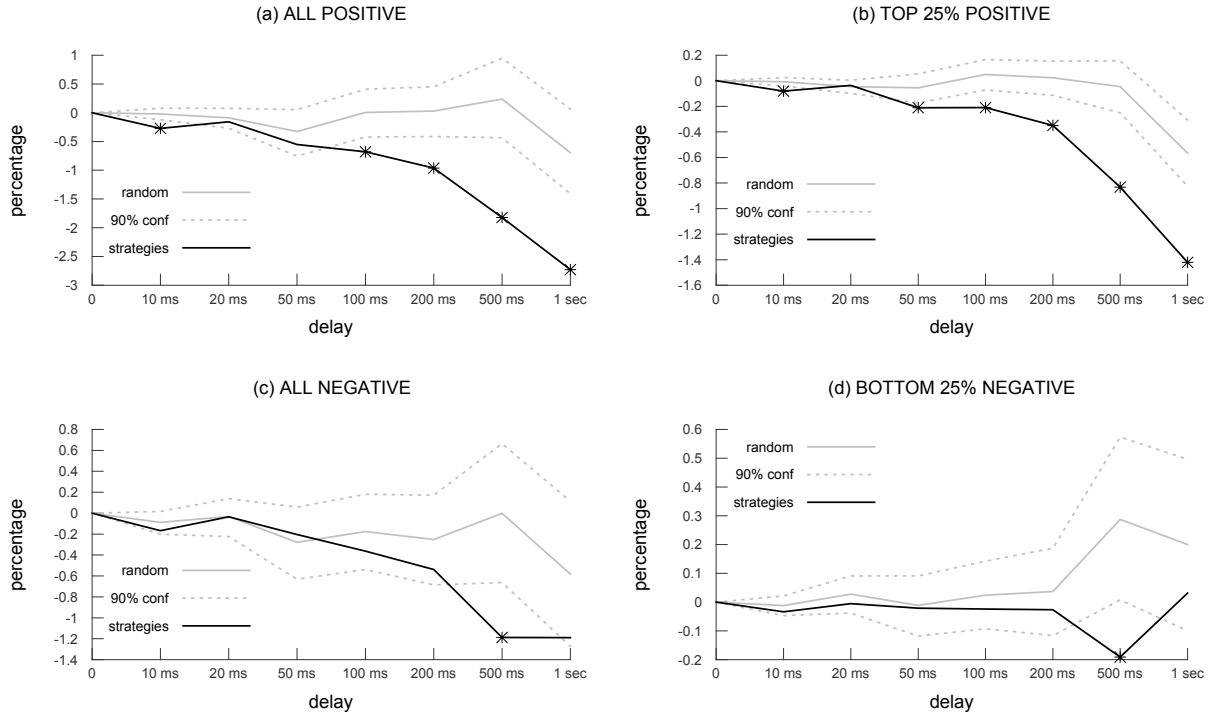 (a) ALL POSITIVE
percentage
1
0.5
0
-0.5
-1
-1.5
-2
-2.5
-3
random
90% conf
strategies
0 10 ms 20 ms 50 ms 100 ms 200 ms 500 ms 1 sec
delay
(b) TOP 25% POSITIVE
percentage
0.2
0
-0.2
-0.4
-0.6
-0.8
-1
-1.2
-1.4
-1.6
random
90% conf
strategies
0 10 ms 20 ms 50 ms 100 ms 200 ms 500 ms 1 sec
delay
(c) ALL NEGATIVE
percentage
0.8
0.6
0.4
0.2
0
-0.2
-0.4
-0.6
-0.8
-1
-1.2
-1.4
random
90% conf
strategies
0 10 ms 20 ms 50 ms 100 ms 200 ms 500 ms 1 sec
delay
(d) BOTTOM 25% NEGATIVE
percentage
0.6
0.5
0.4
0.3
0.2
0.1
0
-0.1
-0.2
random
90% conf
strategies
0 10 ms 20 ms 50 ms 100 ms 200 ms 500 ms 1 sec
delay